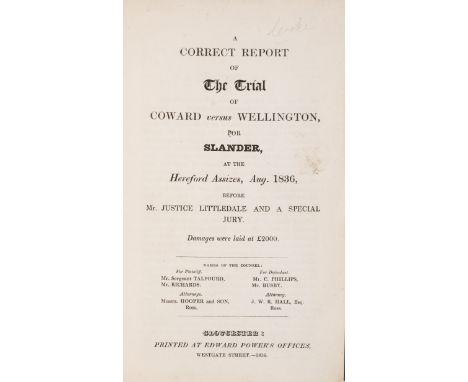 A
CORRECT REPORT
OF
The Trial
OF
COWARD versus WELLINGTON,
FOR
SLANDER,
AT THE
Hereford Assizes, Aug. 1836,
BEFORE
Mr. JUSTICE LITTLEDALE AND A SPECIAL
JURY.
Damages were laid at £2000.
NAMES OF THE COUNSEL:
For Plaintiff. For Defendant.
Mr. Sergeant TALFOURD, Mr. C. PHILLIPS,
Mr. RICHARDS. Mr. BUSBY.
Attorneys. Attorney.
Messrs. HOOPER and SON, J. W. R. HALL, Esq.
Ross. Ross.
GLOUCESTER:
PRINTED AT EDWARD POWER'S OFFICES,
WESTGATE STREET.—1836.